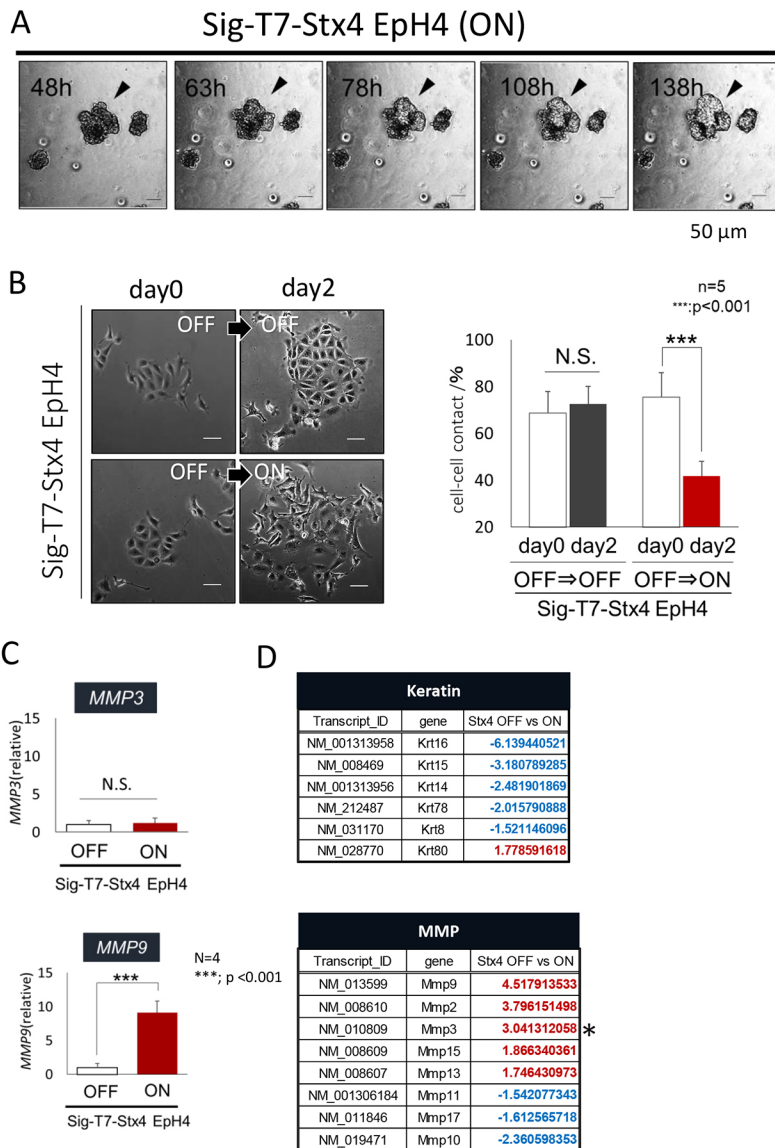 A
Sig-T7-Stx4 EpH4 (ON)
48h
63h
78h
108h
138h
50 μm
B
day0
day2
OFF
OFF
OFF
ON
Sig-T7-Stx4 EpH4
n=5
***:p<0.001
100
80
60
40
20
cell-cell contact /%
N.S.
***
day0 day2
day0 day2
OFF⇒OFF
OFF⇒ON
Sig-T7-Stx4 EpH4
C
MMP3
15
10
5
0
MMP3(relative)
N.S.
OFF
ON
Sig-T7-Stx4 EpH4
MMP9
N=4
***; p <0.001
15
10
5
0
MMP9(relative)
***
OFF
ON
Sig-T7-Stx4 EpH4
D
Keratin
Transcript_ID gene Stx4 OFF vs ON
NM_001313958 Krt16 -6.139440521
NM_008469 Krt15 -3.180789285
NM_001313956 Krt14 -2.481901869
NM_212487 Krt78 -2.015790888
NM_031170 Krt8 -1.521146096
NM_028770 Krt80 1.778591618
MMP
Transcript_ID gene Stx4 OFF vs ON
NM_013599 Mmp9 4.517913533
NM_008610 Mmp2 3.796151498
NM_010809 Mmp3 3.041312058 *
NM_008609 Mmp15 1.866340361
NM_008607 Mmp13 1.746430973
NM_001306184 Mmp11 -1.542077343
NM_011846 Mmp17 -1.612565718
NM_019471 Mmp10 -2.360598353